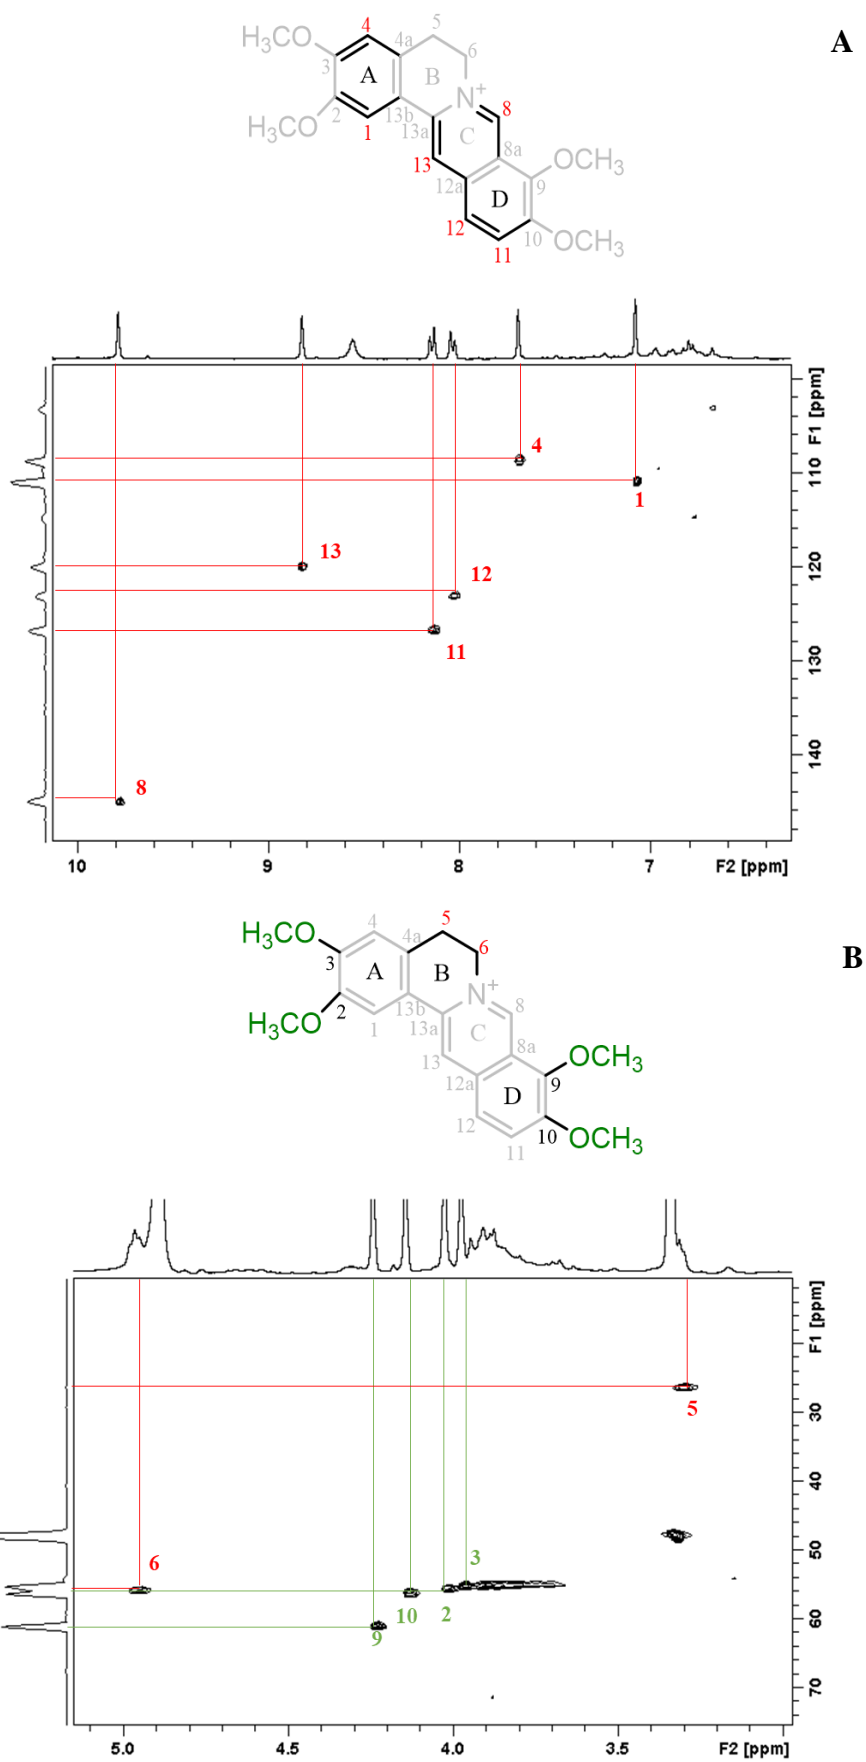 A
4
5
H₃CO
4a
6
3
A
B
N⁺
8
H₃CO
2
13b
1
13a
C
8a
13
OCH₃
12a
9
D
12
10
OCH₃
11
F1 [ppm]
4
110
1
13
12
120
11
130
140
8
10
9
8
7
F2 [ppm]
B
4
5
H₃CO
4a
6
3
A
B
N⁺
8
H₃CO
2
13b
1
13a
C
8a
13
OCH₃
12a
9
D
12
10
OCH₃
11
F1 [ppm]
5
30
40
50
3
6
10
2
60
9
70
5.0
4.5
4.0
3.5
F2 [ppm]